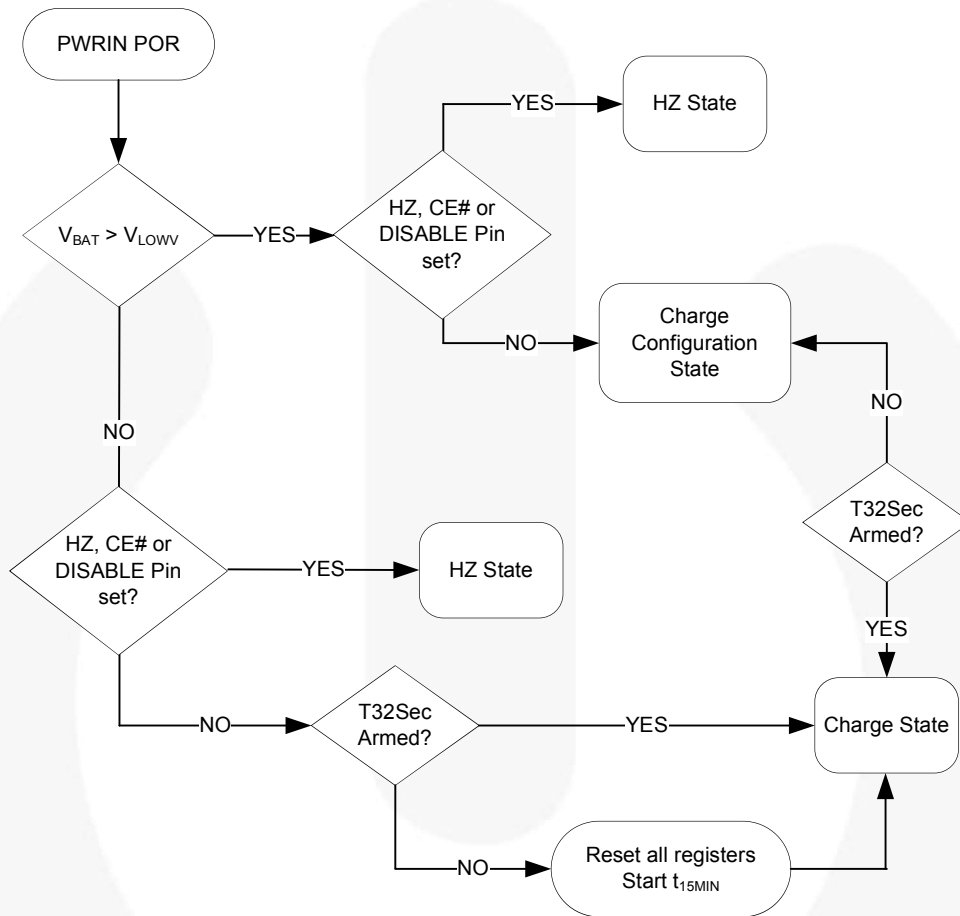 PWRIN POR
YES
HZ State
V_BAT > V_LOWV
YES
HZ, CE# or
DISABLE Pin
set?
NO
Charge
Configuration
State
NO
NO
T32Sec
Armed?
HZ, CE# or
DISABLE Pin
set?
YES
HZ State
YES
NO
T32Sec
Armed?
YES
Charge State
NO
Reset all registers
Start t_15MIN